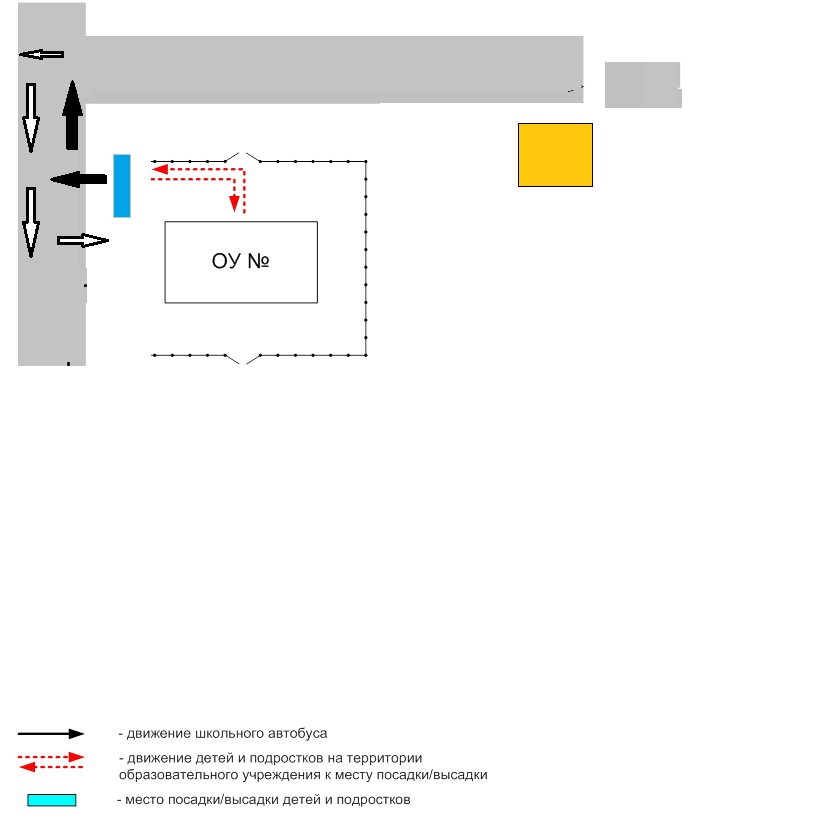 ОУ №
- движение школьного автобуса
- движение детей и подростков на территории
образовательного учреждения к месту посадки/высадки
- место посадки/высадки детей и подростков